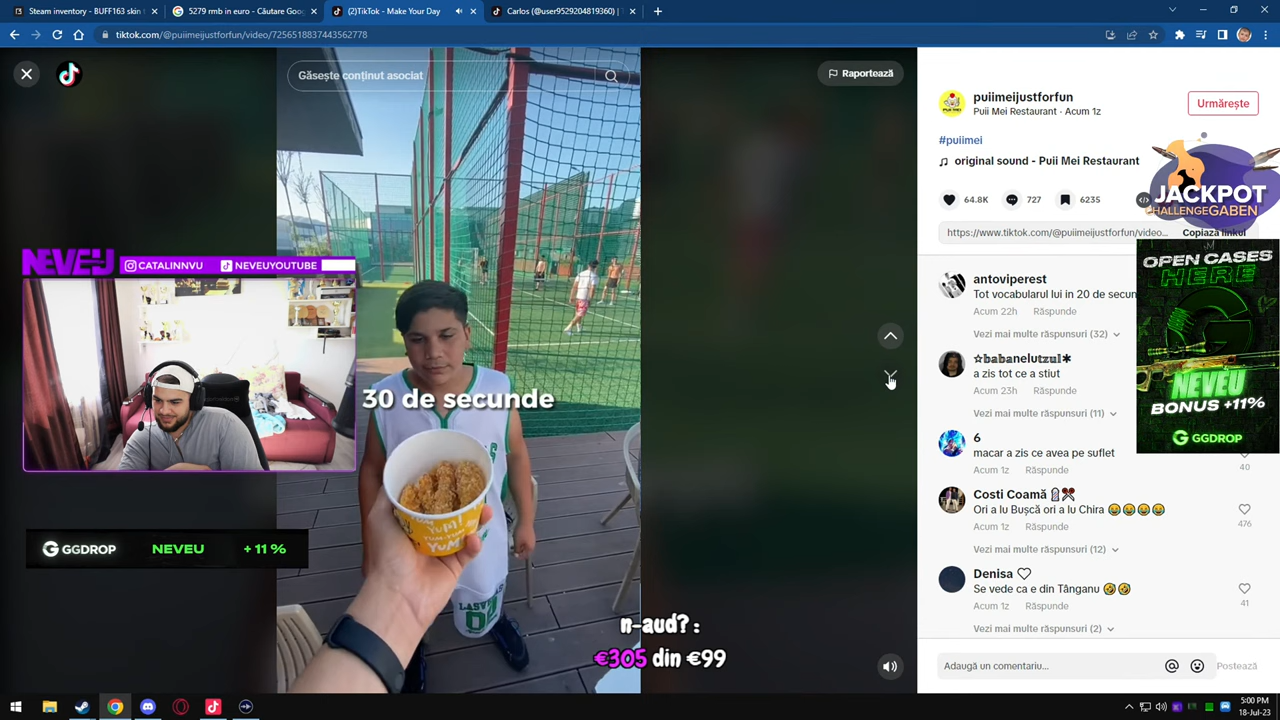 Steam inventory - BUFF163 skin t
5279 rmb in euro - Căutare Goog
(2)TikTok - Make Your Day
Carlos (@user9529204819360) | T
tiktok.com/@puiimeijustforfun/video/7256518837443562778
Găsește conținut asociat
Raportează
puiimeijustforfun
Puii Mei Restaurant · Acum 1z
Urmărește
#puiimei
original sound - Puii Mei Restaurant
64.8K
727
6235
JACKPOT
CHALLENGEGABEN
https://www.tiktok.com/@puiimeijustforfun/video...
Copiază linkul
OPEN CASES
HERE
NEVEU
BONUS +11%
GGDROP
antoviperest
Tot vocabularul lui in 20 de secun
Acum 22h Răspunde
Vezi mai multe răspunsuri (32)
☆𝕓𝕒𝕓𝕒nelu𝕥𝕫𝕦𝕝✱
a zis tot ce a stiut
Acum 23h Răspunde
Vezi mai multe răspunsuri (11)
6
macar a zis ce avea pe suflet
Acum 1z Răspunde
40
Costi Coamă
Ori a lu Bușcă ori a lu Chira 😂😂😂😂
Acum 1z Răspunde
476
Vezi mai multe răspunsuri (12)
Denisa ♡
Se vede ca e din Tânganu 🤣🤣
Acum 1z Răspunde
41
Vezi mai multe răspunsuri (2)
Adaugă un comentariu...
Postează
NEVEU
CATALINNVU
NEVEUYOUTUBE
30 de secunde
YUM!
LASVEGAS
GGDROP
NEVEU
+ 11 %
n-aud? :
€305 din €99
5:00 PM
18-Jul-23